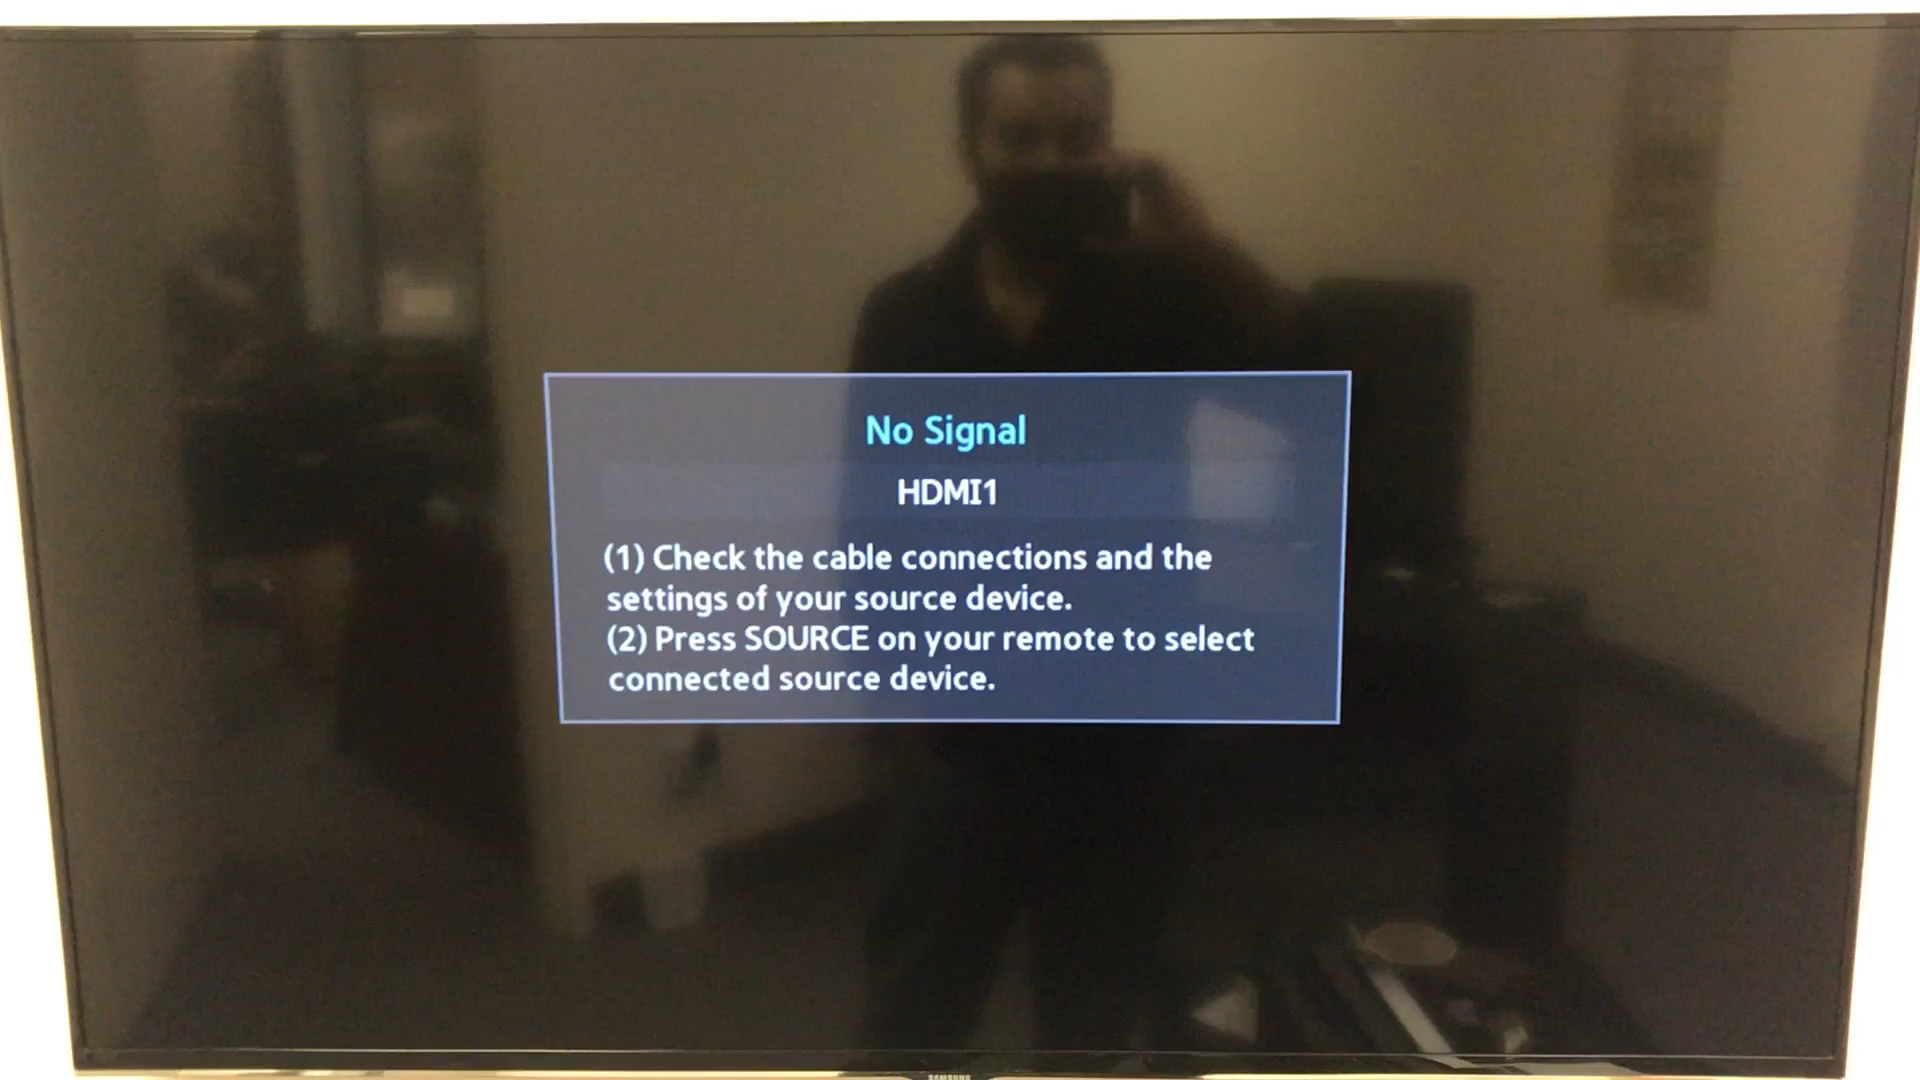 No Signal
HDMI1
(1) Check the cable connections and the
settings of your source device.
(2) Press SOURCE on your remote to select
connected source device.
SAMSUNG